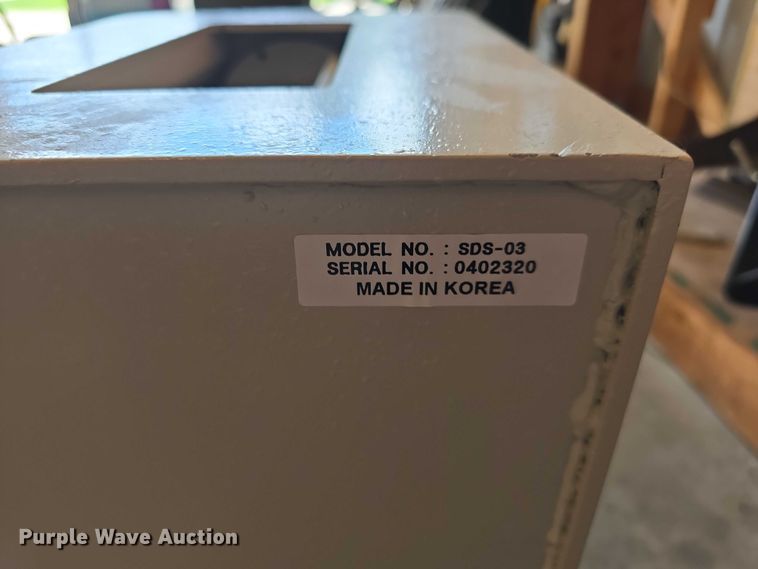 MODEL NO. : SDS-03
SERIAL NO. : 0402320
MADE IN KOREA
Purple Wave Auction